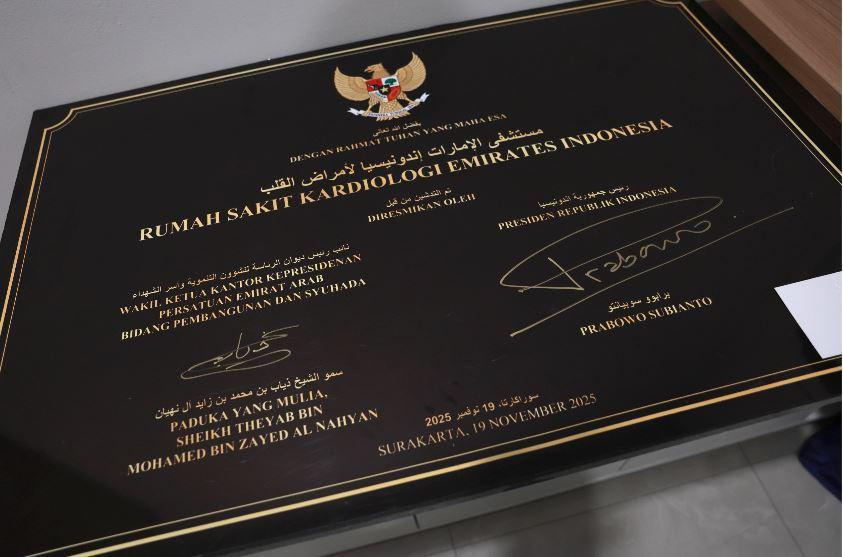 بفضل الله تعالى
DENGAN RAHMAT TUHAN YANG MAHA ESA
مستشفى الإمارات إندونيسيا لأمراض القلب
RUMAH SAKIT KARDIOLOGI EMIRATES INDONESIA
تم التدشين من قبل
DIRESMIKAN OLEH
نائب رئيس ديوان الرئاسة للشؤون التنموية وأسر الشهداء
WAKIL KETUA KANTOR KEPRESIDENAN
PERSATUAN EMIRAT ARAB
BIDANG PEMBANGUNAN DAN SYUHADA
سمو الشيخ ذياب بن محمد بن زايد آل نهيان
PADUKA YANG MULIA,
SHEIKH THEYAB BIN
MOHAMED BIN ZAYED AL NAHYAN
رئيس جمهورية إندونيسيا
PRESIDEN REPUBLIK INDONESIA
Prabowo
برابوو سوبيانتو
PRABOWO SUBIANTO
سوراكارتا، 19 نوفمبر 2025
SURAKARTA, 19 NOVEMBER 2025